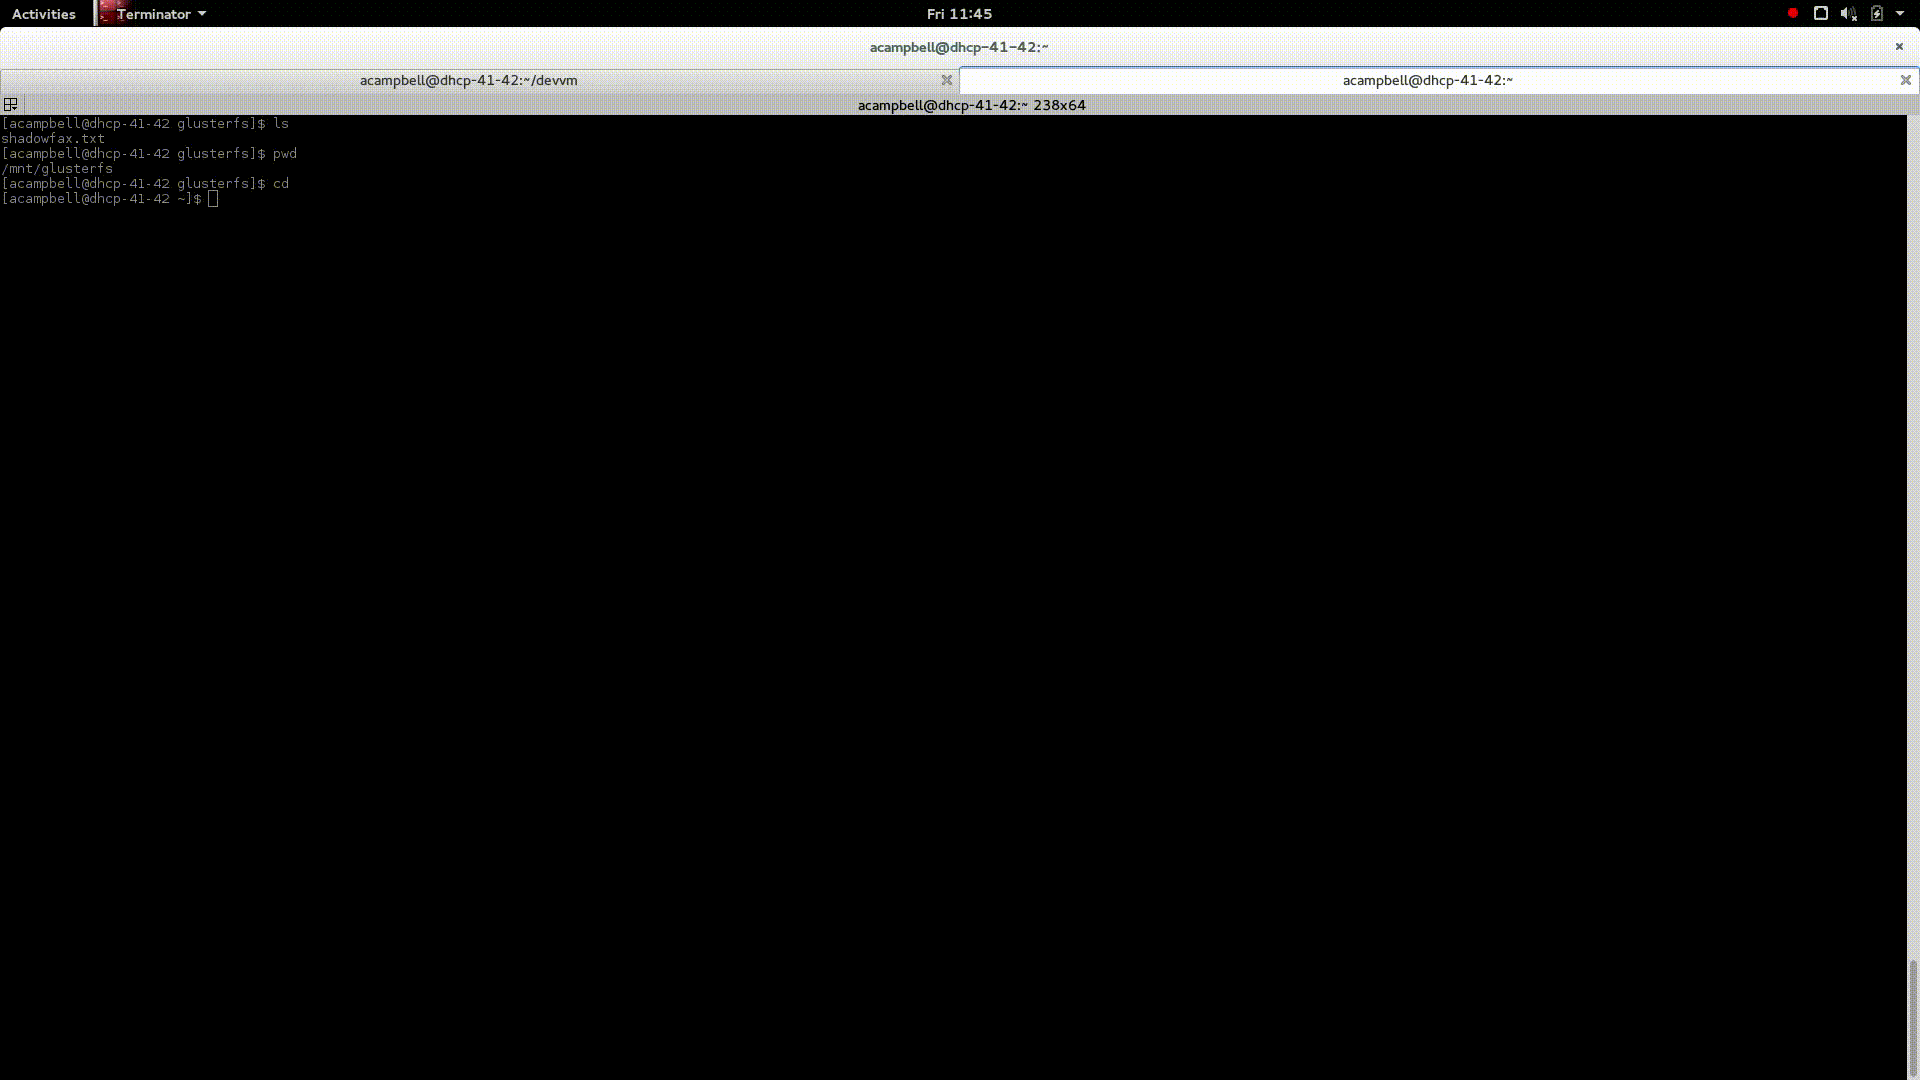 Activities Terminator Fri 11:45
acampbell@dhcp-41-42:~
acampbell@dhcp-41-42:~/devvm acampbell@dhcp-41-42:~
acampbell@dhcp-41-42:~ 238x64
[acampbell@dhcp-41-42 glusterfs]$ ls
shadowfax.txt
[acampbell@dhcp-41-42 glusterfs]$ pwd
/mnt/glusterfs
[acampbell@dhcp-41-42 glusterfs]$ cd
[acampbell@dhcp-41-42 ~]$